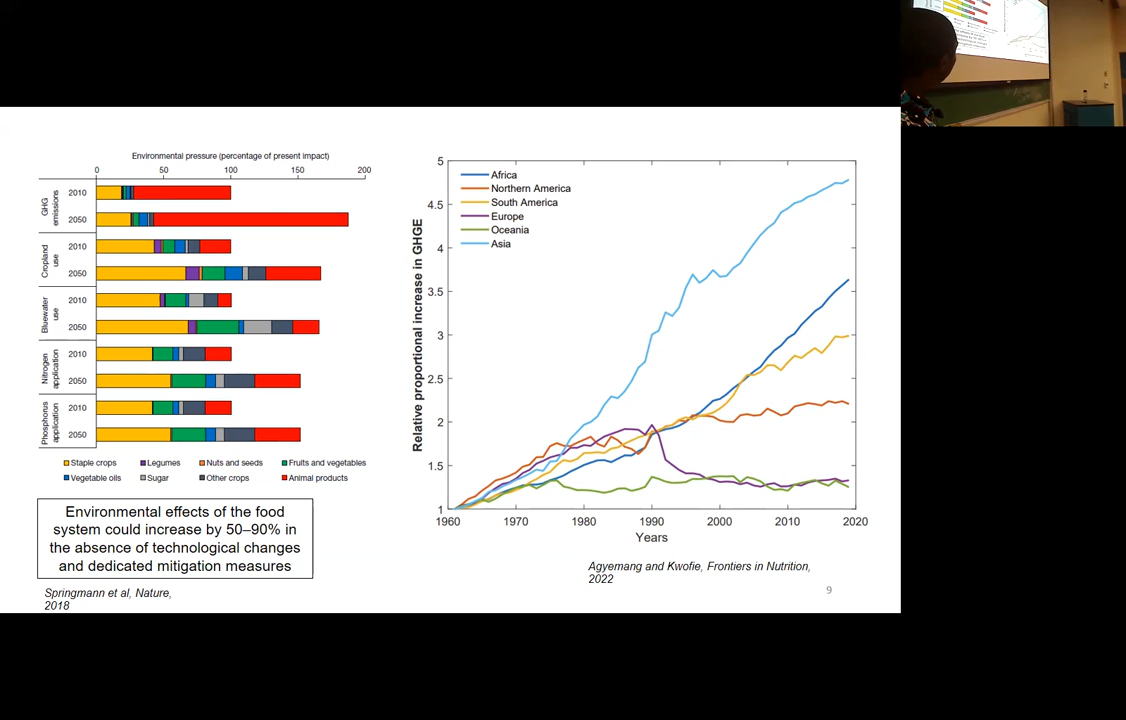 Environmental pressure (percentage of present impact)
0 50 100 150 200
GHG emissions
2010
2050
Cropland use
2010
2050
Bluewater use
2010
2050
Nitrogen application
2010
2050
Phosphorus application
2010
2050
Staple crops Legumes Nuts and seeds Fruits and vegetables
Vegetable oils Sugar Other crops Animal products
Environmental effects of the food
system could increase by 50–90% in
the absence of technological changes
and dedicated mitigation measures
Springmann et al, Nature,
2018
Relative proportional increase in GHGE
5
4.5
4
3.5
3
2.5
2
1.5
1
Africa
Northern America
South America
Europe
Oceania
Asia
1960 1970 1980 1990 2000 2010 2020
Years
Agyemang and Kwofie, Frontiers in Nutrition,
2022
9